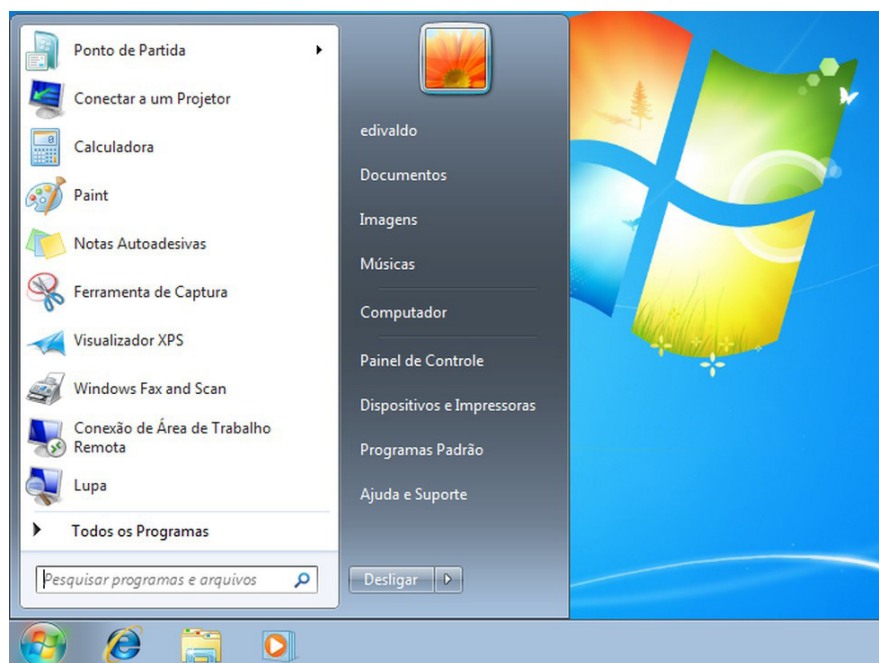 Ponto de Partida
Conectar a um Projetor
Calculadora
Paint
Notas Autoadesivas
Ferramenta de Captura
Visualizador XPS
Windows Fax and Scan
Conexão de Área de Trabalho
Remota
Lupa
Todos os Programas
Pesquisar programas e arquivos
edivaldo
Documentos
Imagens
Músicas
Computador
Painel de Controle
Dispositivos e Impressoras
Programas Padrão
Ajuda e Suporte
Desligar